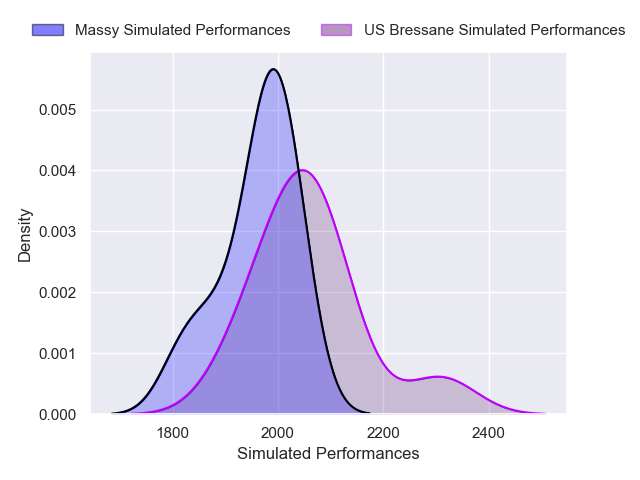 Massy Simulated Performances US Bressane Simulated Performances
0.005
0.004
0.003
0.002
0.001
0.000
Density
1800 2000 2200 2400
Simulated Performances